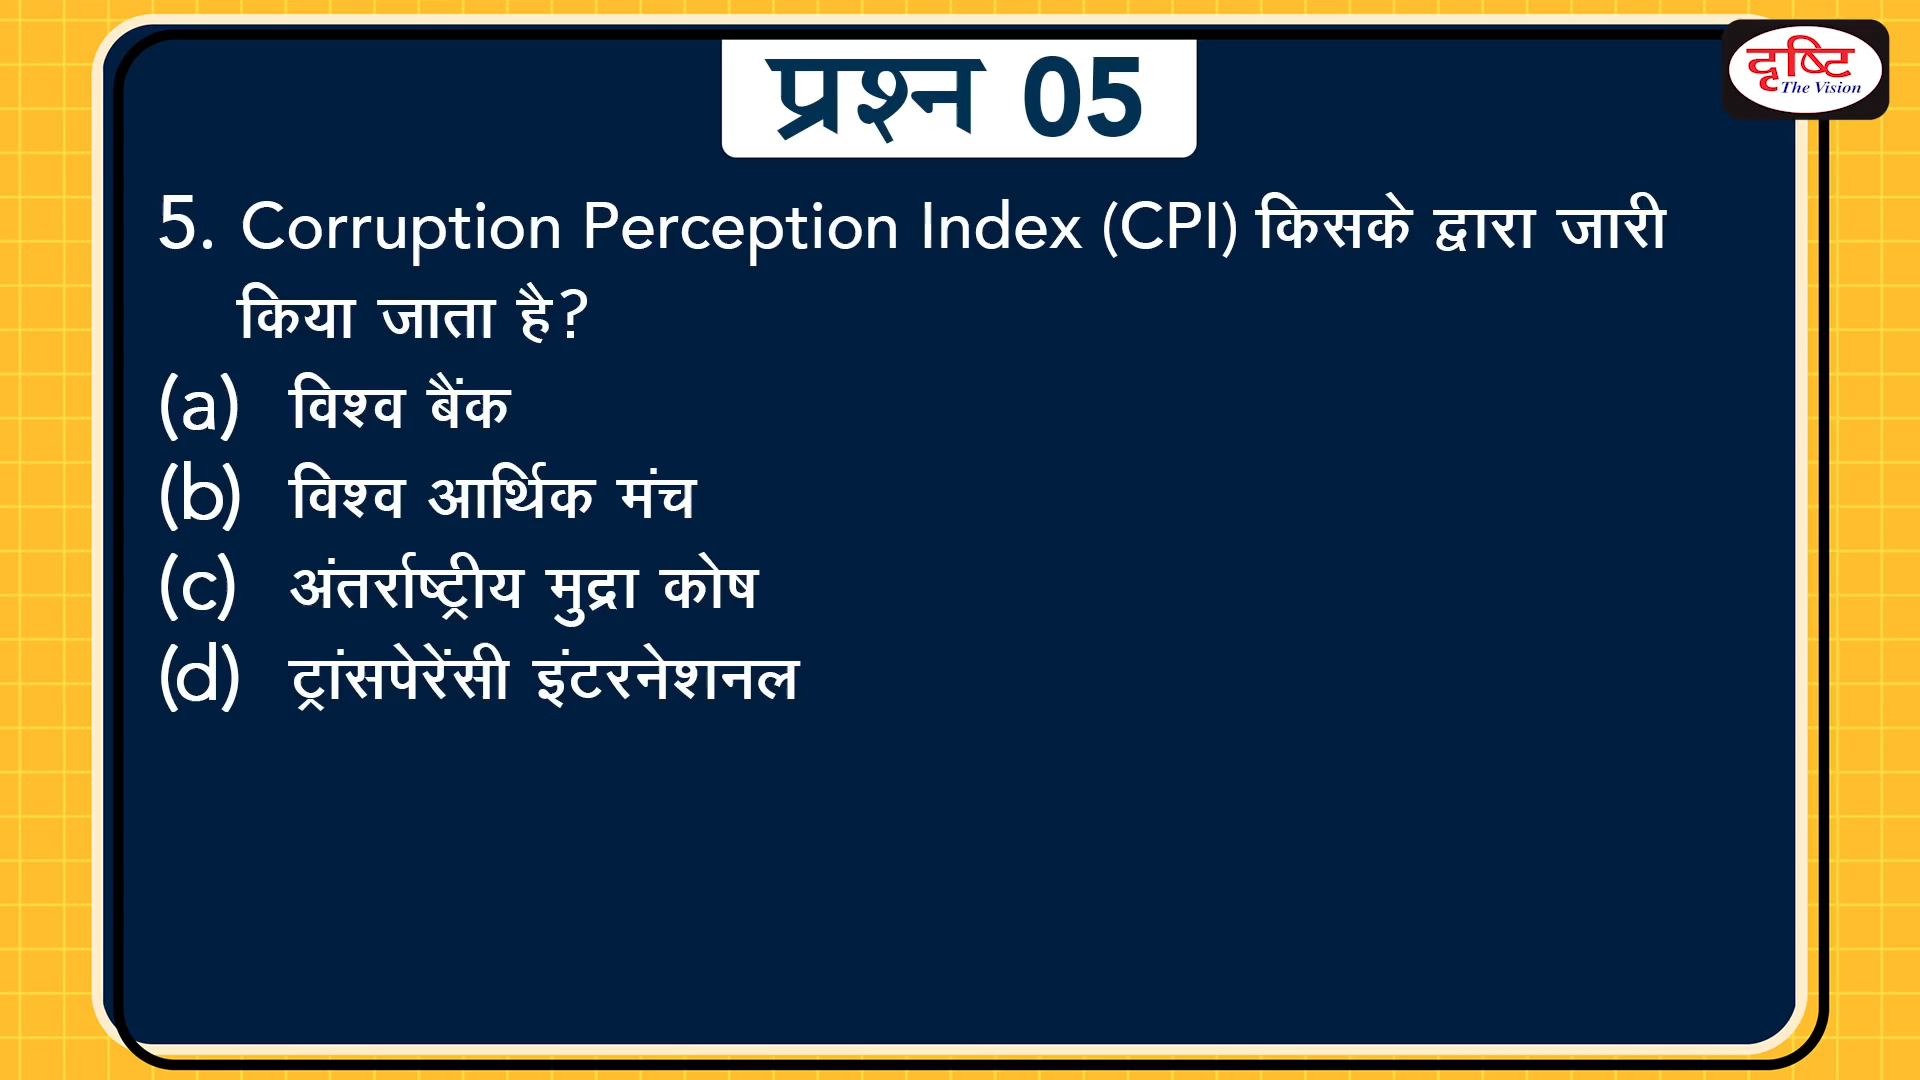 प्रश्न 05
दृष्टि
The Vision
5. Corruption Perception Index (CPI) किसके द्वारा जारी
किया जाता है?
(a) विश्व बैंक
(b) विश्व आर्थिक मंच
(c) अंतर्राष्ट्रीय मुद्रा कोष
(d) ट्रांसपेरेंसी इंटरनेशनल